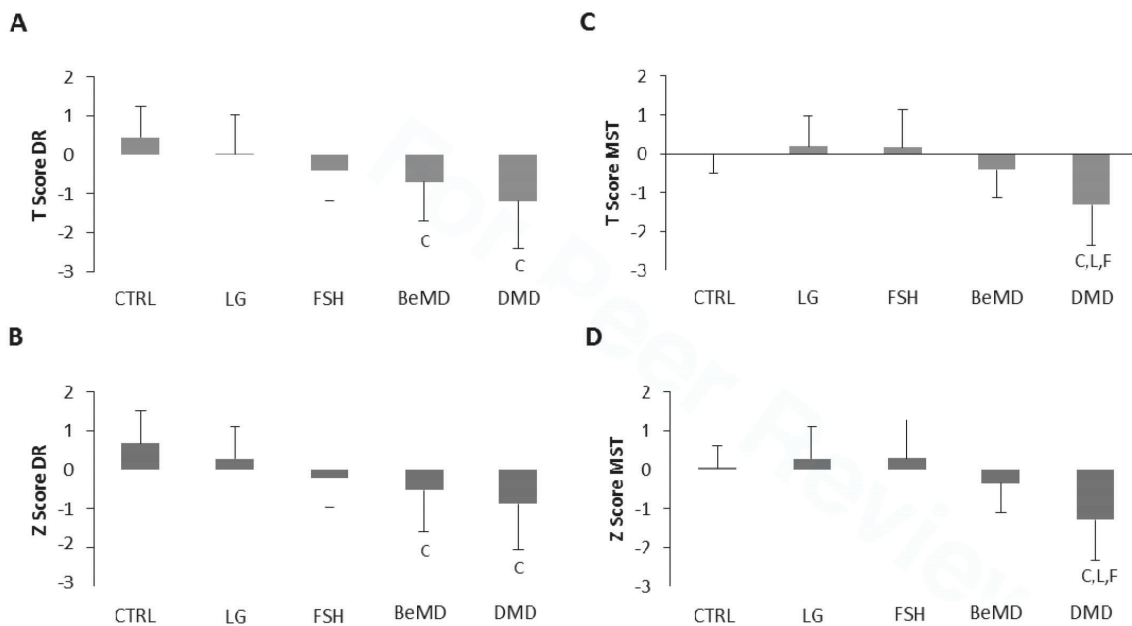 A
T Score DR
2
1
0
-1
-2
-3
C
C
CTRL LG FSH BeMD DMD
C
T Score MST
2
1
0
-1
-2
-3
C,L,F
CTRL LG FSH BeMD DMD
B
Z Score DR
2
1
0
-1
-2
-3
C
C
CTRL LG FSH BeMD DMD
D
Z Score MST
2
1
0
-1
-2
-3
C,L,F
CTRL LG FSH BeMD DMD
For Peer Review